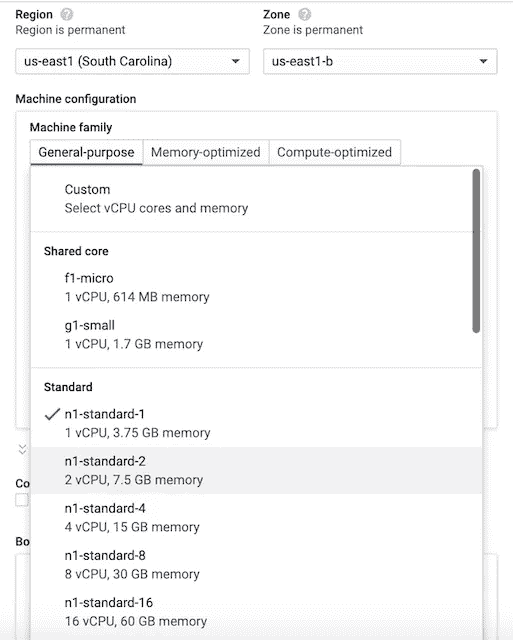 Region ?
Region is permanent
us-east1 (South Carolina)
Zone ?
Zone is permanent
us-east1-b
Machine configuration
Machine family
General-purpose Memory-optimized Compute-optimized
Custom
Select vCPU cores and memory
Shared core
f1-micro
1 vCPU, 614 MB memory
g1-small
1 vCPU, 1.7 GB memory
Standard
n1-standard-1
1 vCPU, 3.75 GB memory
n1-standard-2
2 vCPU, 7.5 GB memory
Co
n1-standard-4
4 vCPU, 15 GB memory
Bo
n1-standard-8
8 vCPU, 30 GB memory
n1-standard-16
16 vCPU, 60 GB memory